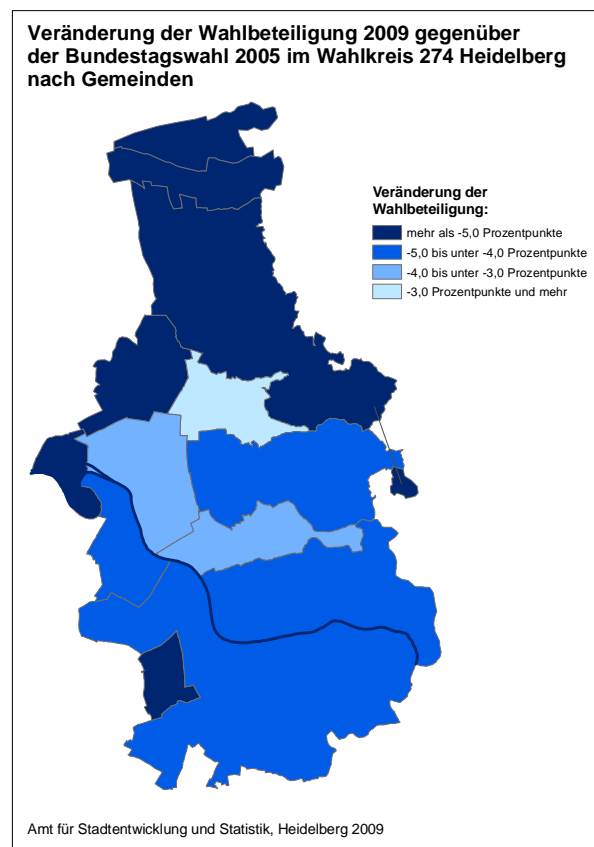 Veränderung der Wahlbeteiligung 2009 gegenüber
der Bundestagswahl 2005 im Wahlkreis 274 Heidelberg
nach Gemeinden
Veränderung der
Wahlbeteiligung:
mehr als -5,0 Prozentpunkte
-5,0 bis unter -4,0 Prozentpunkte
-4,0 bis unter -3,0 Prozentpunkte
-3,0 Prozentpunkte und mehr
Amt für Stadtentwicklung und Statistik, Heidelberg 2009